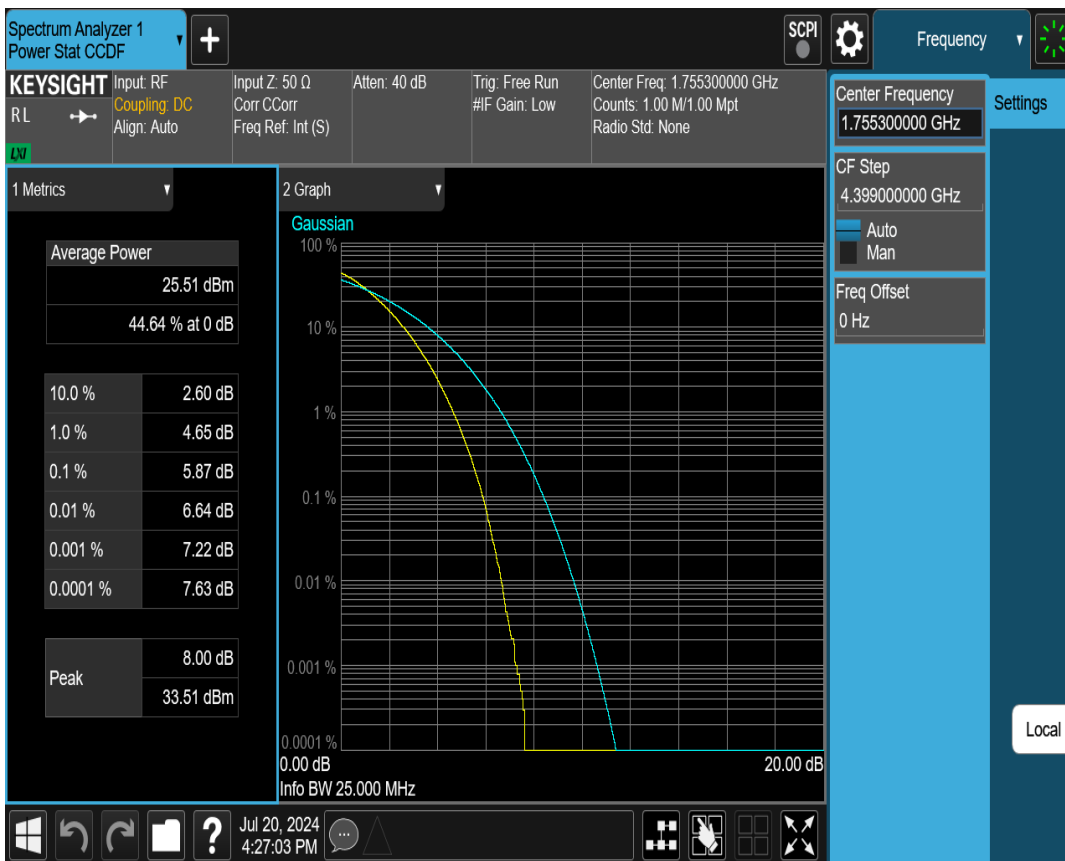 Spectrum Analyzer 1
Power Stat CCDF
SCPI
Frequency
KEYSIGHT
RL
LXI
Input: RF
Coupling: DC
Align: Auto
Input Z: 50 Ω
Corr CCorr
Freq Ref: Int (S)
Atten: 40 dB
Trig: Free Run
#IF Gain: Low
Center Freq: 1.755300000 GHz
Counts: 1.00 M/1.00 Mpt
Radio Std: None
Center Frequency
1.755300000 GHz
Settings
CF Step
4.399000000 GHz
Auto
Man
Freq Offset
0 Hz
1 Metrics
Average Power
25.51 dBm
44.64 % at 0 dB
10.0 % 2.60 dB
1.0 % 4.65 dB
0.1 % 5.87 dB
0.01 % 6.64 dB
0.001 % 7.22 dB
0.0001 % 7.63 dB
Peak
8.00 dB
33.51 dBm
2 Graph
Gaussian
100 %
10 %
1 %
0.1 %
0.01 %
0.001 %
0.0001 %
0.00 dB 20.00 dB
Info BW 25.000 MHz
Local
?
Jul 20, 2024
4:27:03 PM